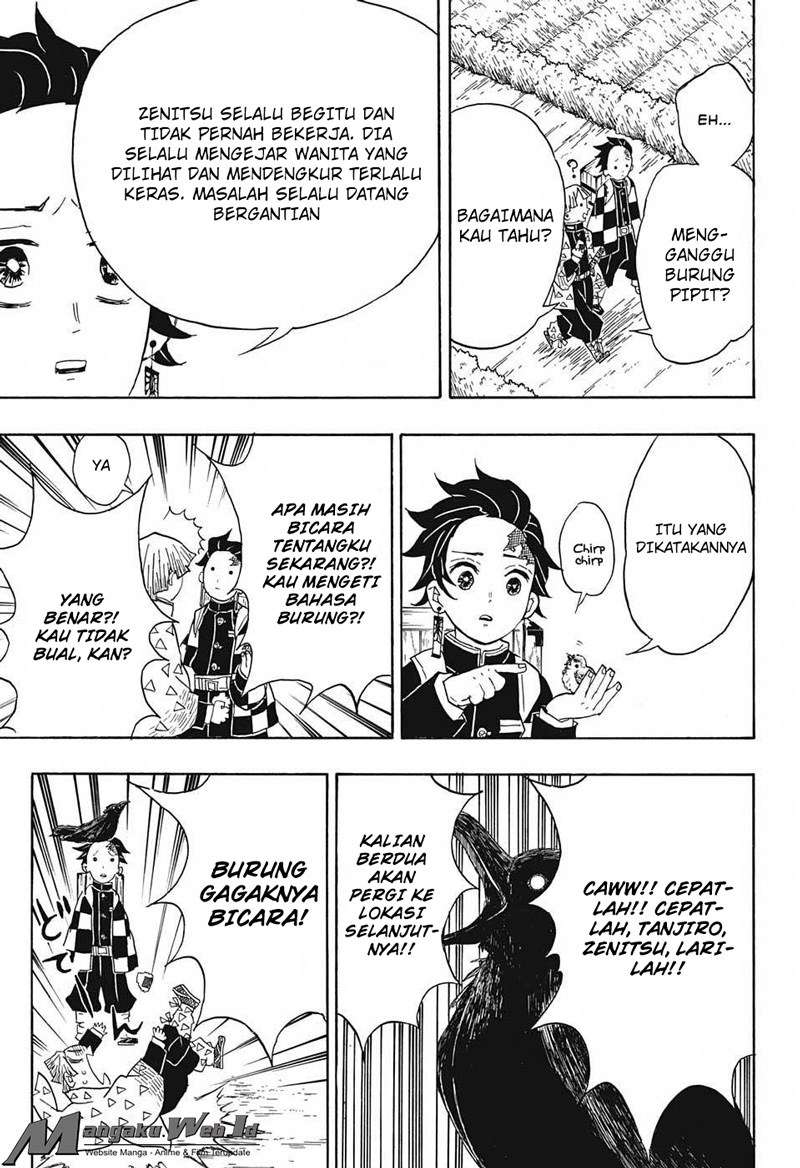 EH...
MENG-
GANGGU
BURUNG
PIPIT?
BAGAIMANA
KAU TAHU?
?
ZENITSU SELALU BEGITU DAN
TIDAK PERNAH BEKERJA. DIA
SELALU MENGEJAR WANITA YANG
DILIHAT DAN MENDENGKUR TERLALU
KERAS. MASALAH SELALU DATANG
BERGANTIAN
ITU YANG
DIKATAKANNYA
Chirp
chirp
APA MASIH
BICARA
TENTANGKU
SEKARANG?!
KAU MENGETI
BAHASA
BURUNG?!
YA
YANG
BENAR?!
KAU TIDAK
BUAL, KAN?
CAWW!! CEPAT-
LAH!! CEPAT-
LAH, TANJIRO,
ZENITSU, LARI-
LAH!!
KALIAN
BERDUA
AKAN
PERGI KE
LOKASI
SELANJUT-
NYA!!
BURUNG
GAGAKNYA
BICARA!
どどーん
Mangaku.Web.Id
Website Manga - Anime & Film Terupdate